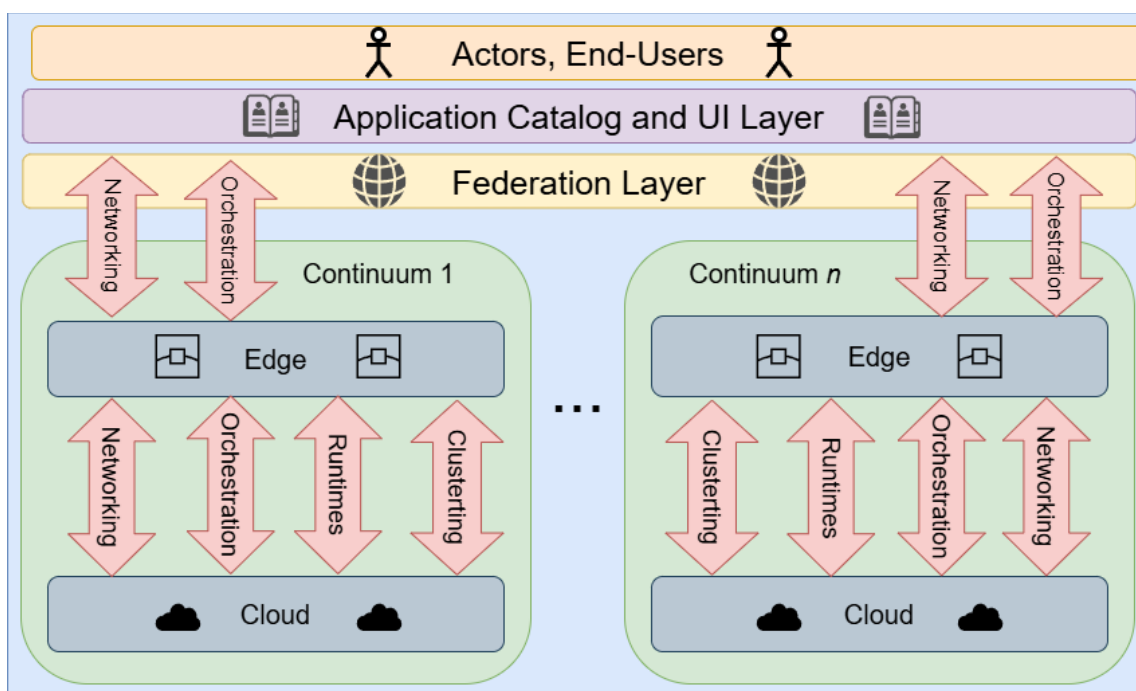 Actors, End-Users
Application Catalog and UI Layer
Federation Layer
Networking
Orchestration
Networking
Orchestration
Continuum 1
Continuum n
Edge
Edge
...
Networking
Orchestration
Runtimes
Clusterting
Clusterting
Runtimes
Orchestration
Networking
Cloud
Cloud